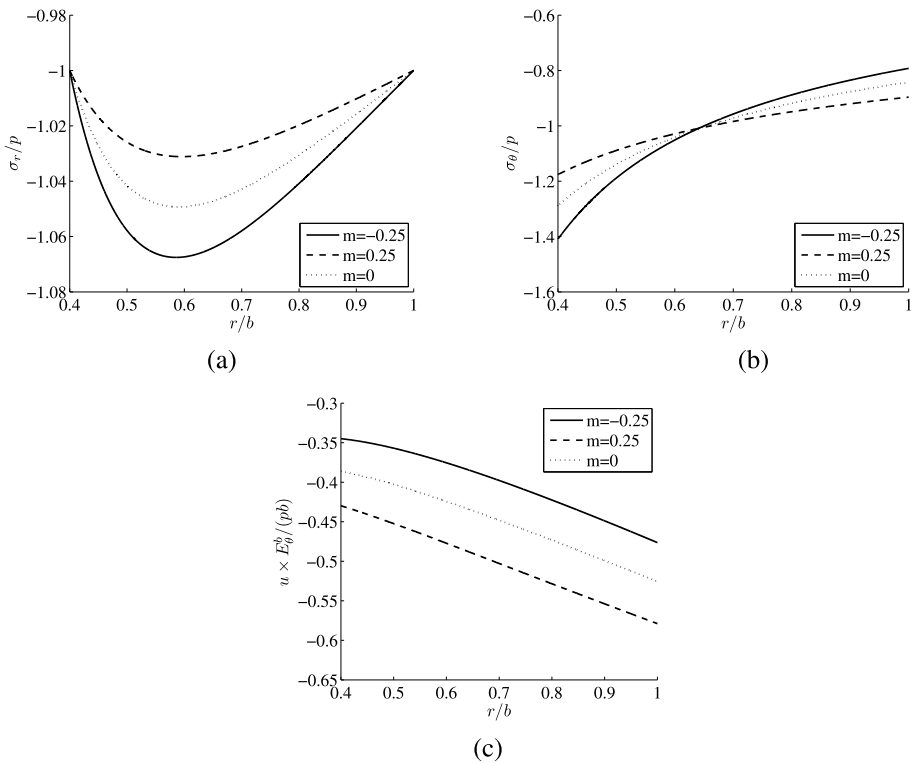 −0.98
−1
−1.02
−1.04
−1.06
−1.08
σr/p
0.4 0.5 0.6 0.7 0.8 0.9 1
r/b
m=−0.25
m=0.25
m=0
(a)
−0.6
−0.8
−1
−1.2
−1.4
−1.6
σθ/p
0.4 0.5 0.6 0.7 0.8 0.9 1
r/b
m=−0.25
m=0.25
m=0
(b)
−0.3
−0.35
−0.4
−0.45
−0.5
−0.55
−0.6
−0.65
u × E_θ^b/(pb)
0.4 0.5 0.6 0.7 0.8 0.9 1
r/b
m=−0.25
m=0.25
m=0
(c)